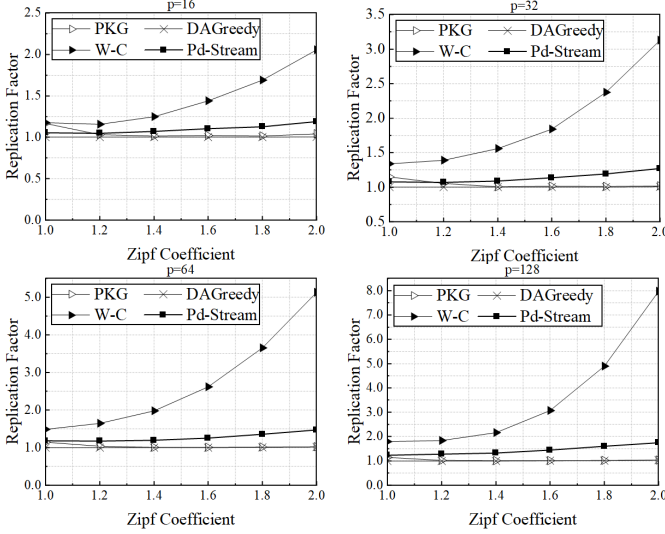 p=16
PKG DAGreedy
W-C Pd-Stream
Replication Factor
2.5
2.0
1.5
1.0
0.5
0.0
1.0 1.2 1.4 1.6 1.8 2.0
Zipf Coefficient
p=32
PKG DAGreedy
W-C Pd-Stream
Replication Factor
3.5
3.0
2.5
2.0
1.5
1.0
0.5
1.0 1.2 1.4 1.6 1.8 2.0
Zipf Coefficient
p=64
PKG DAGreedy
W-C Pd-Stream
Replication Factor
5.0
4.0
3.0
2.0
1.0
0.0
1.0 1.2 1.4 1.6 1.8 2.0
Zipf Coefficient
p=128
PKG DAGreedy
W-C Pd-Stream
Replication Factor
8.0
7.0
6.0
5.0
4.0
3.0
2.0
1.0
0.0
1.0 1.2 1.4 1.6 1.8 2.0
Zipf Coefficient